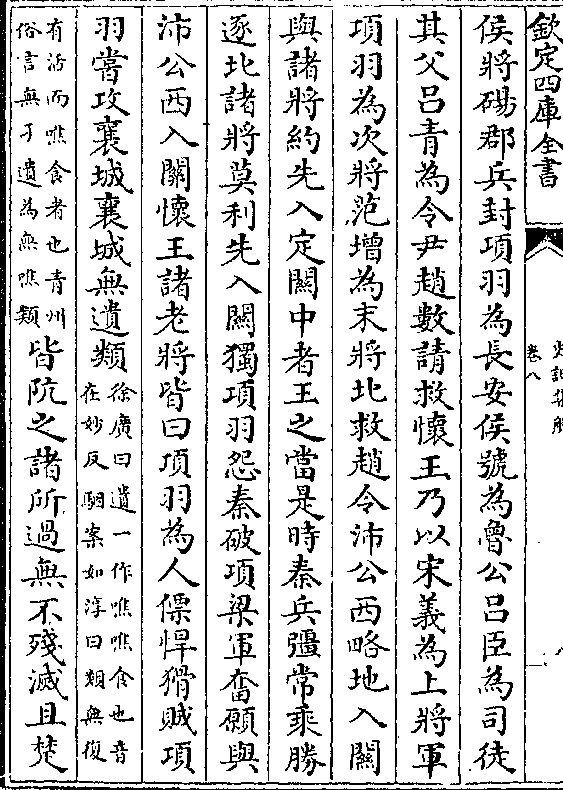 欽定四庫全書
史記集解
卷八
八
侯將碭郡兵封項羽為長安侯號為魯公呂臣為司徒
其父呂青為令尹趙數請救懷王乃以宋義為上將軍
項羽為次將范增為末將北救趙令沛公西略地入關
與諸將約先入定關中者王之當是時秦兵彊常乘勝
逐北諸將莫利先入關獨項羽怨秦破項梁軍奮願與
沛公西入關懷王諸老將皆曰項羽為人僄悍猾賊項
羽嘗攻襄城襄城無遺類徐廣曰遺一作噍噍食也音在妙反駰案如淳曰類無復
有活而噍食者也青州俗言無孑遺為無噍類皆阬之諸所過無不殘滅且楚